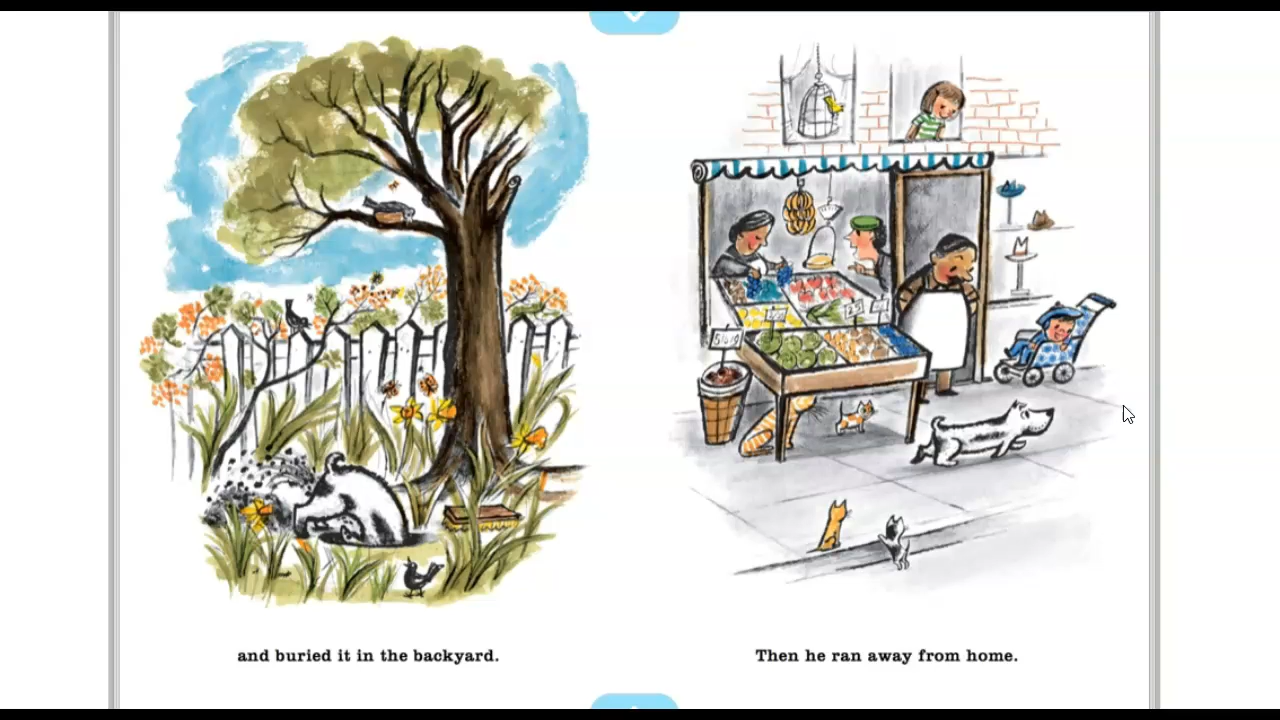 and buried it in the backyard.
Then he ran away from home.